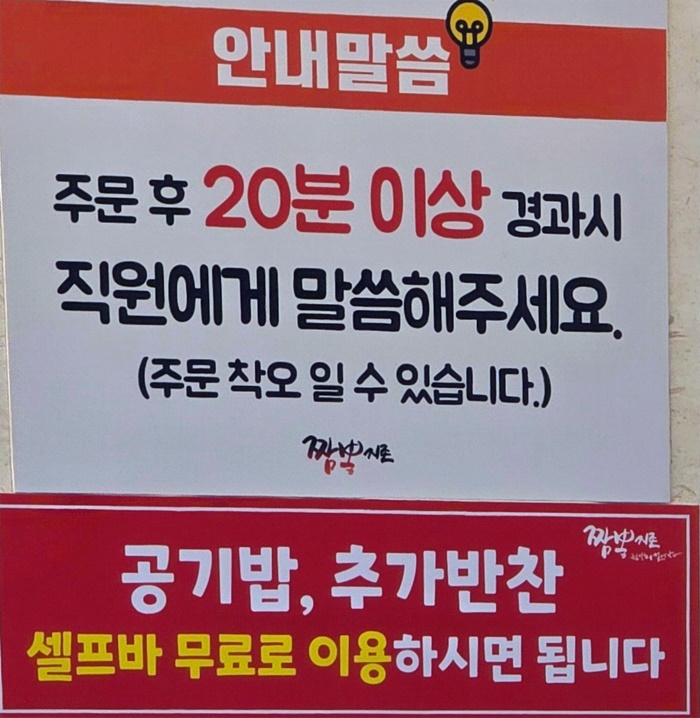 안내말씀
주문 후 20분 이상 경과시
직원에게 말씀해주세요.
(주문 착오 일 수 있습니다.)
짬뽕지존
짬뽕지존
공기밥, 추가반찬
셀프바 무료로 이용하시면 됩니다